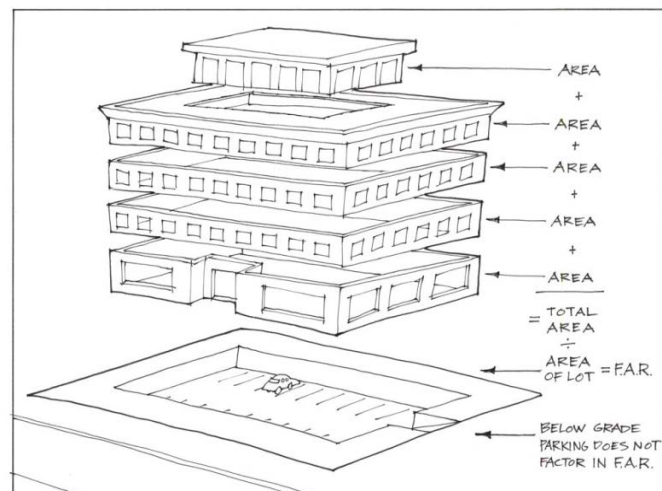 AREA
+
AREA
+
AREA
+
AREA
+
AREA
= TOTAL
AREA
÷
AREA
OF LOT = F.A.R.
BELOW GRADE
PARKING DOES NOT
FACTOR IN F.A.R.